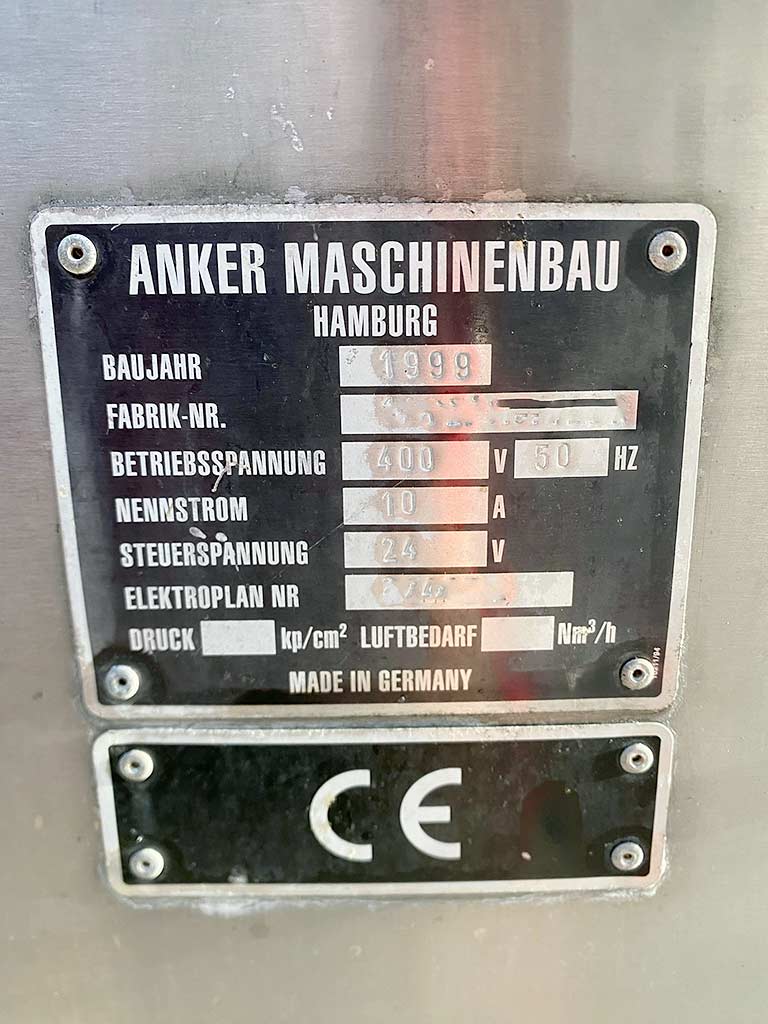 ANKER MASCHINENBAU
HAMBURG
BAUJAHR 1999
FABRIK-NR.
BETRIEBSSPANNUNG 400 V 50 HZ
NENNSTROM 10 A
STEUERSPANNUNG 24 V
ELEKTROPLAN NR
DRUCK kp/cm² LUFTBEDARF Nm³/h
MADE IN GERMANY
CE